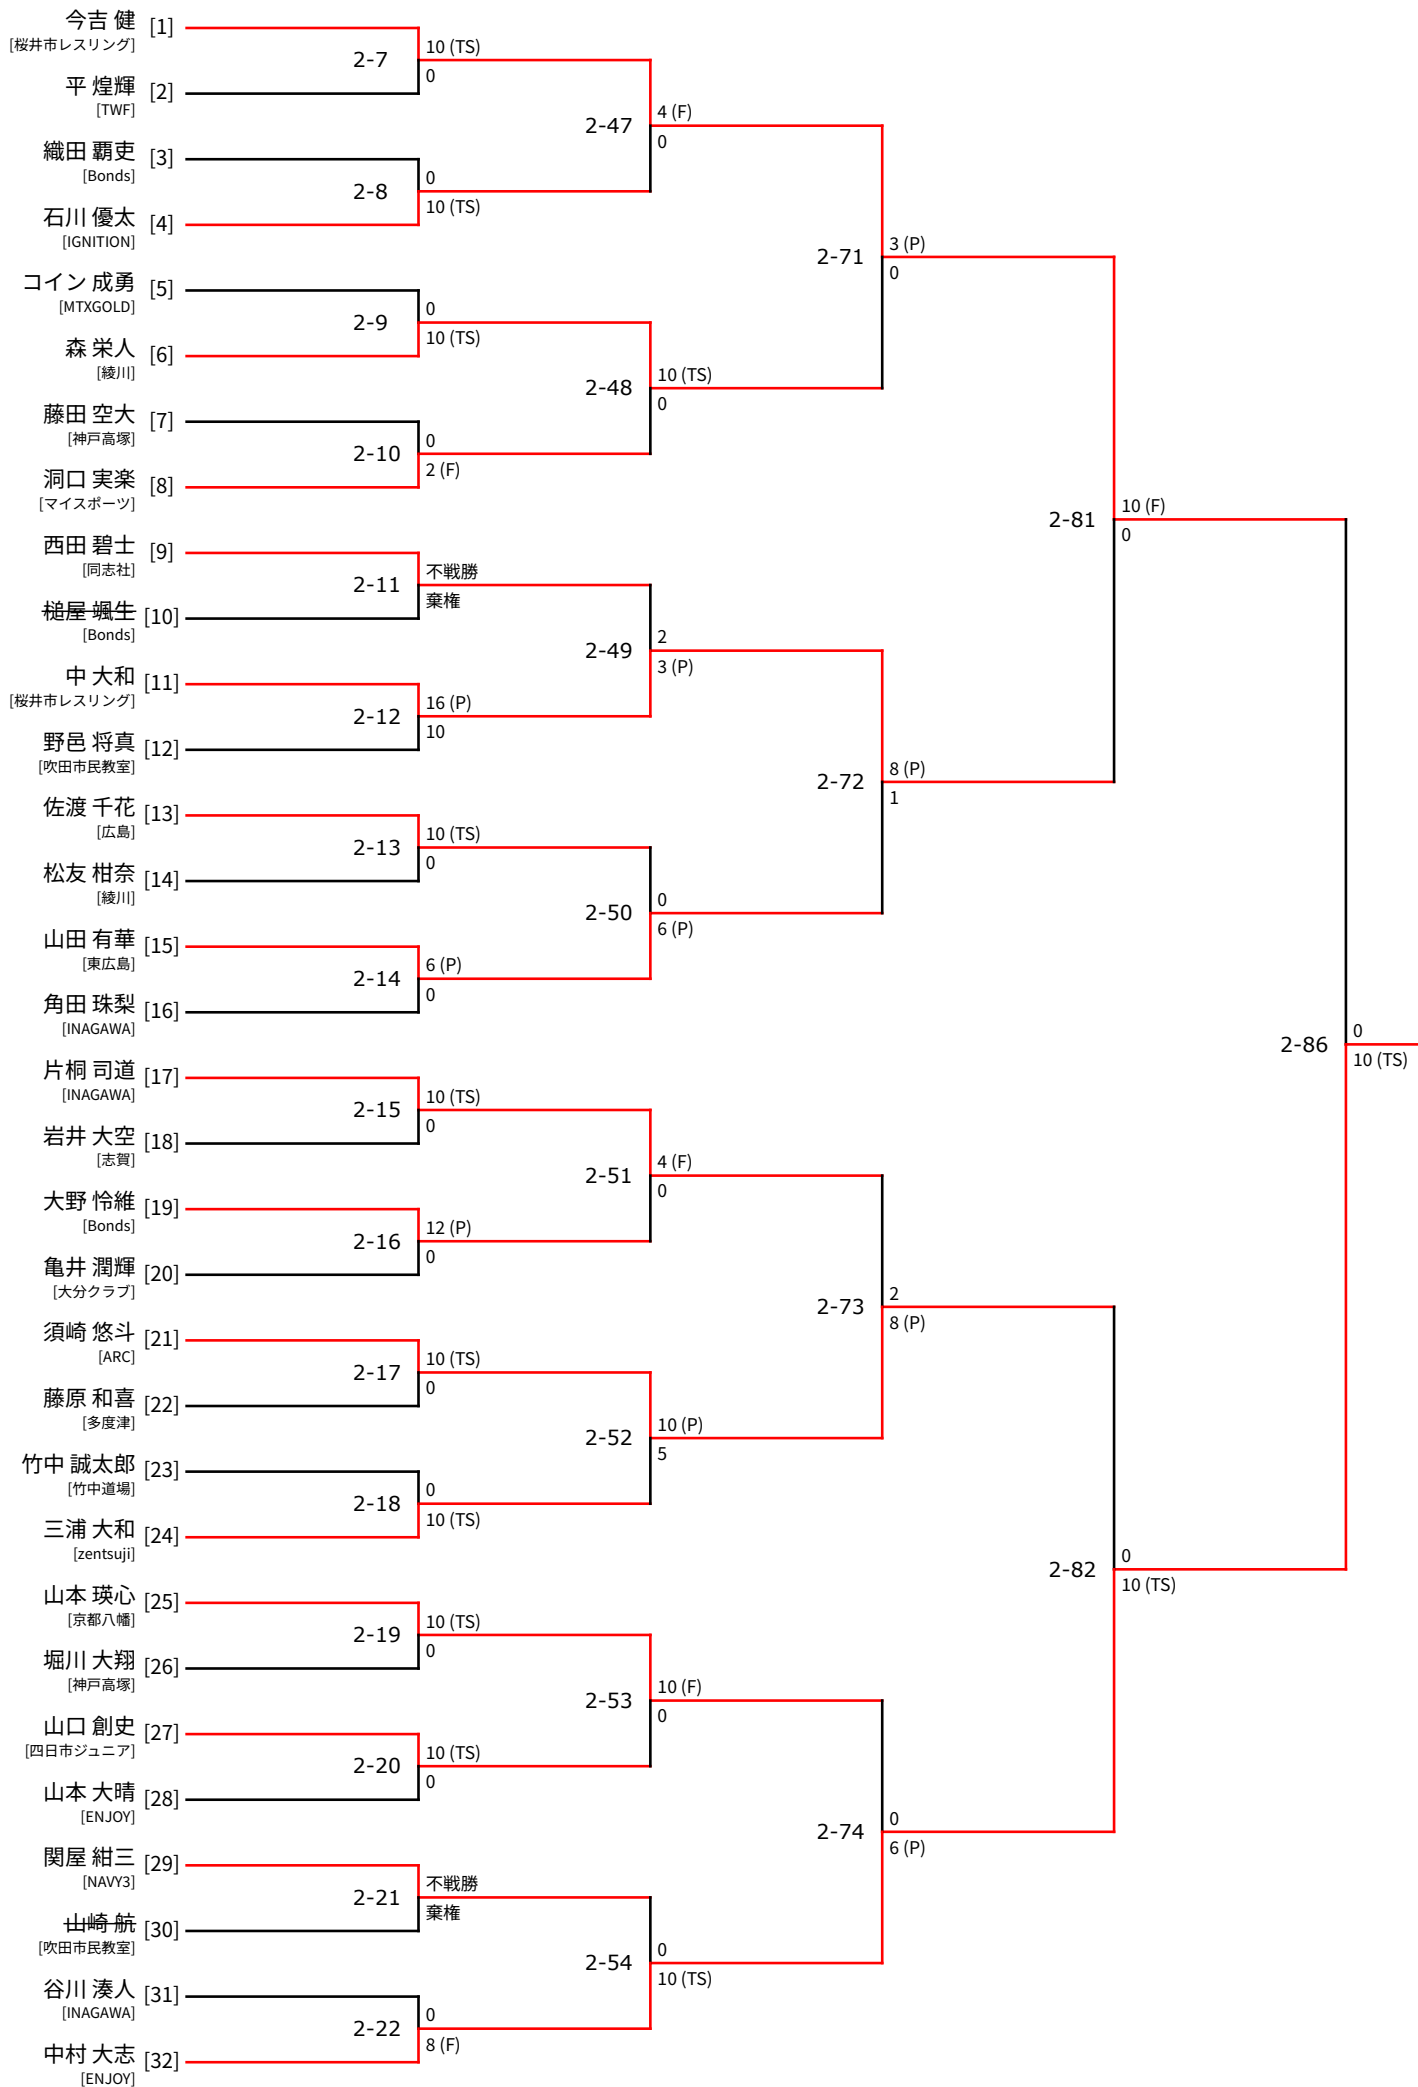 今吉 健 [1]
[桜井市レスリング]
2-7
10 (TS)
0
平 煌輝 [2]
[TWF]
2-47
4 (F)
0
織田 覇吏 [3]
[Bonds]
2-8
0
10 (TS)
石川 優太 [4]
[IGNITION]
2-71
3 (P)
0
コイン 成勇 [5]
[MTXGOLD]
2-9
0
10 (TS)
森 栄人 [6]
[綾川]
2-48
10 (TS)
0
藤田 空大 [7]
[神戸高塚]
2-10
0
2 (F)
洞口 実楽 [8]
[マイスポーツ]
2-81
10 (F)
0
西田 碧士 [9]
[同志社]
2-11
不戦勝
棄権
槌屋 颯生 [10]
[Bonds]
2-49
2
3 (P)
中 大和 [11]
[桜井市レスリング]
2-12
16 (P)
10
野邑 将真 [12]
[吹田市民教室]
2-72
8 (P)
1
佐渡 千花 [13]
[広島]
2-13
10 (TS)
0
松友 柑奈 [14]
[綾川]
2-50
0
6 (P)
山田 有華 [15]
[東広島]
2-14
6 (P)
0
角田 珠梨 [16]
[INAGAWA]
2-86
0
10 (TS)
片桐 司道 [17]
[INAGAWA]
2-15
10 (TS)
0
岩井 大空 [18]
[志賀]
2-51
4 (F)
0
大野 怜維 [19]
[Bonds]
2-16
12 (P)
0
亀井 潤輝 [20]
[大分クラブ]
2-73
2
8 (P)
須崎 悠斗 [21]
[ARC]
2-17
10 (TS)
0
藤原 和喜 [22]
[多度津]
2-52
10 (P)
5
竹中 誠太郎 [23]
[竹中道場]
2-18
0
10 (TS)
三浦 大和 [24]
[zentsuji]
2-82
0
10 (TS)
山本 瑛心 [25]
[京都八幡]
2-19
10 (TS)
0
堀川 大翔 [26]
[神戸高塚]
2-53
10 (F)
0
山口 創史 [27]
[四日市ジュニア]
2-20
10 (TS)
0
山本 大晴 [28]
[ENJOY]
2-74
0
6 (P)
関屋 紺三 [29]
[NAVY3]
2-21
不戦勝
棄権
山崎 航 [30]
[吹田市民教室]
2-54
0
10 (TS)
谷川 湊人 [31]
[INAGAWA]
2-22
0
8 (F)
中村 大志 [32]
[ENJOY]